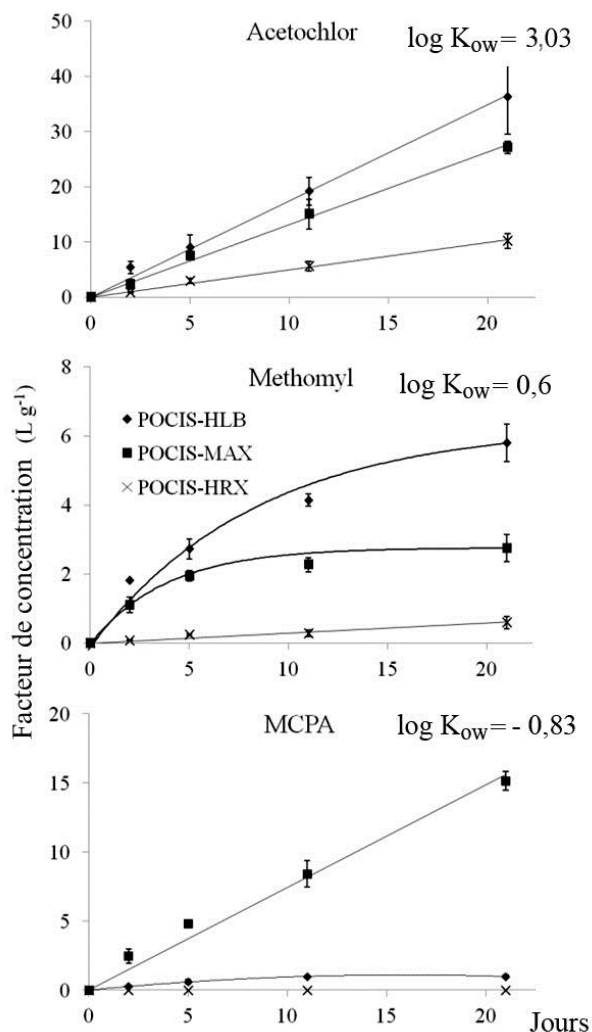 Acetochlor
log Kow = 3,03
50
40
30
20
10
0
0 5 10 15 20
Methomyl
log Kow = 0,6
8
6
4
2
0
POCIS-HLB
POCIS-MAX
POCIS-HRX
0 5 10 15 20
Facteur de concentration (L g-1)
MCPA
log Kow = - 0,83
20
15
10
5
0
0 5 10 15 20
Jours